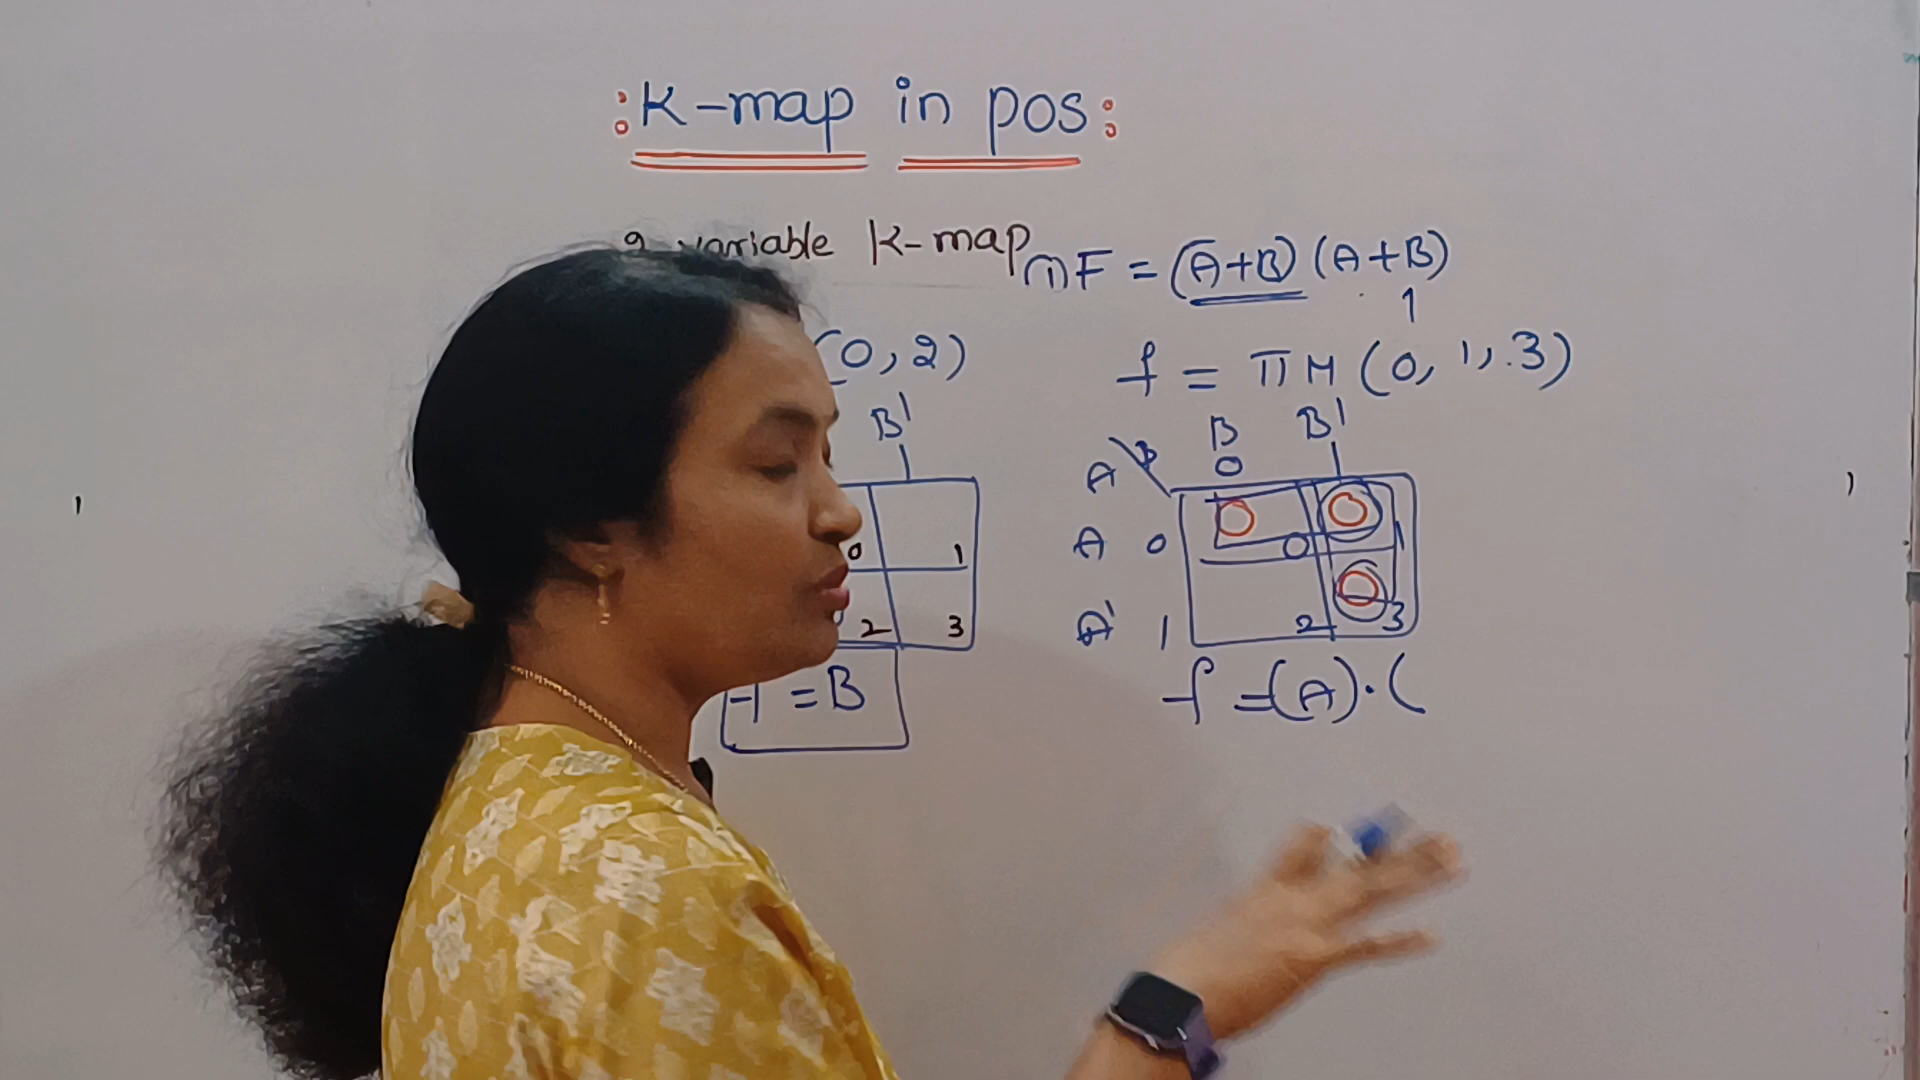 :K-map in pos:
variable K-map
(1) F = (A+B) (A+B)
1
(0,2)
f = πM (0, 1, 3)
B'
B B'
A B
0 1
0
A 0
0 1
2 3
A' 1
2 3
f = B
f = (A).(